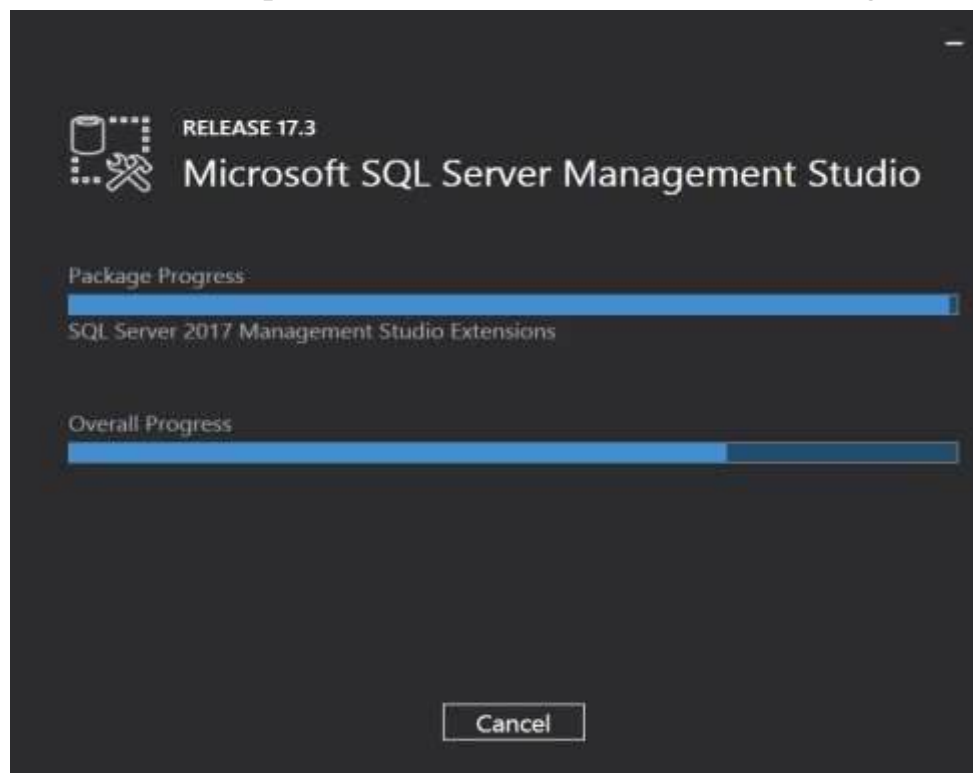 RELEASE 17.3
Microsoft SQL Server Management Studio
Package Progress
SQL Server 2017 Management Studio Extensions
Overall Progress
Cancel